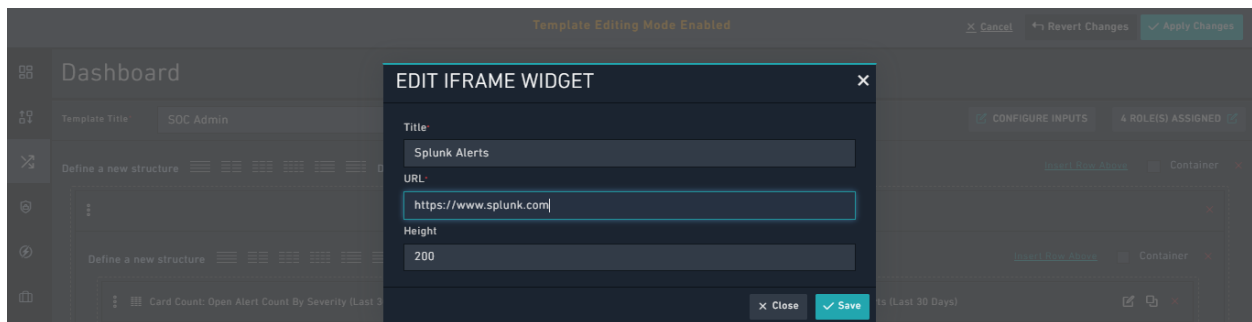 Template Editing Mode Enabled
Cancel
Revert Changes
Apply Changes
Dashboard
EDIT IFRAME WIDGET
Template Title
SOC Admin
CONFIGURE INPUTS
4 ROLE(S) ASSIGNED
Title
Splunk Alerts
Define a new structure
Insert Row Above
Container
URL
https://www.splunk.com
Height
200
Define a new structure
Insert Row Above
Container
Card Count: Open Alert Count By Severity (Last 3
ts (Last 30 Days)
Close
Save